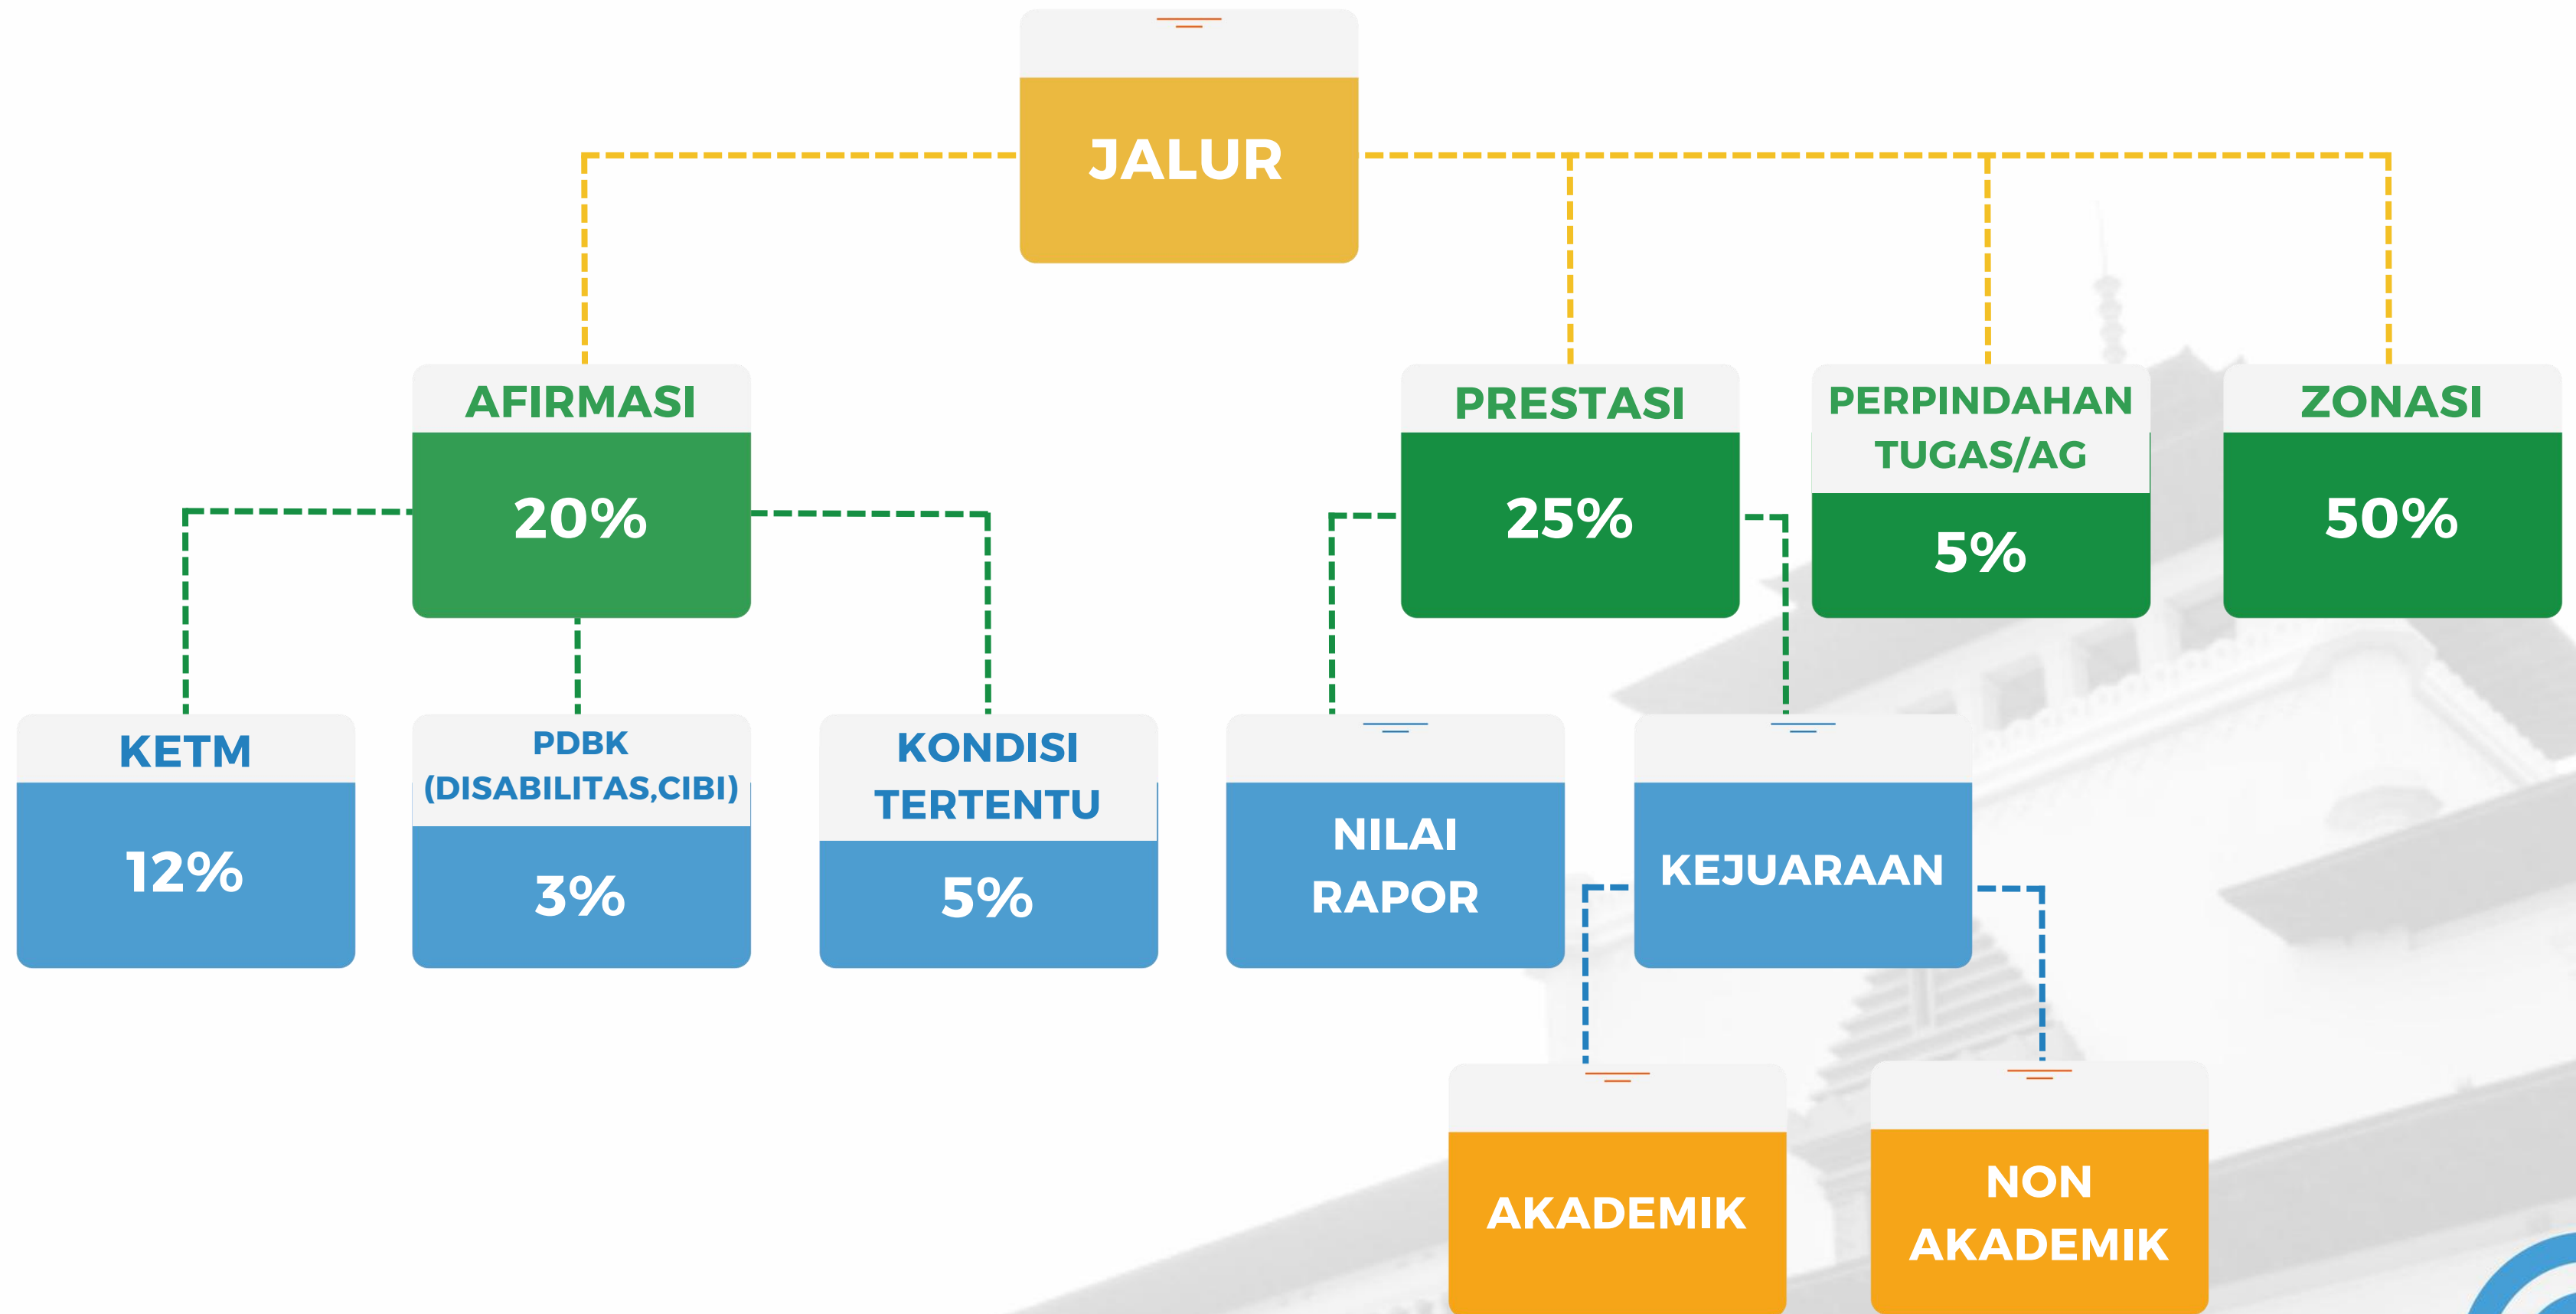 JALUR
AFIRMASI
20%
PRESTASI
25%
PERPINDAHAN
TUGAS/AG
5%
ZONASI
50%
KETM
12%
PDBK
(DISABILITAS,CIBI)
3%
KONDISI
TERTENTU
5%
NILAI
RAPOR
KEJUARAAN
AKADEMIK
NON
AKADEMIK